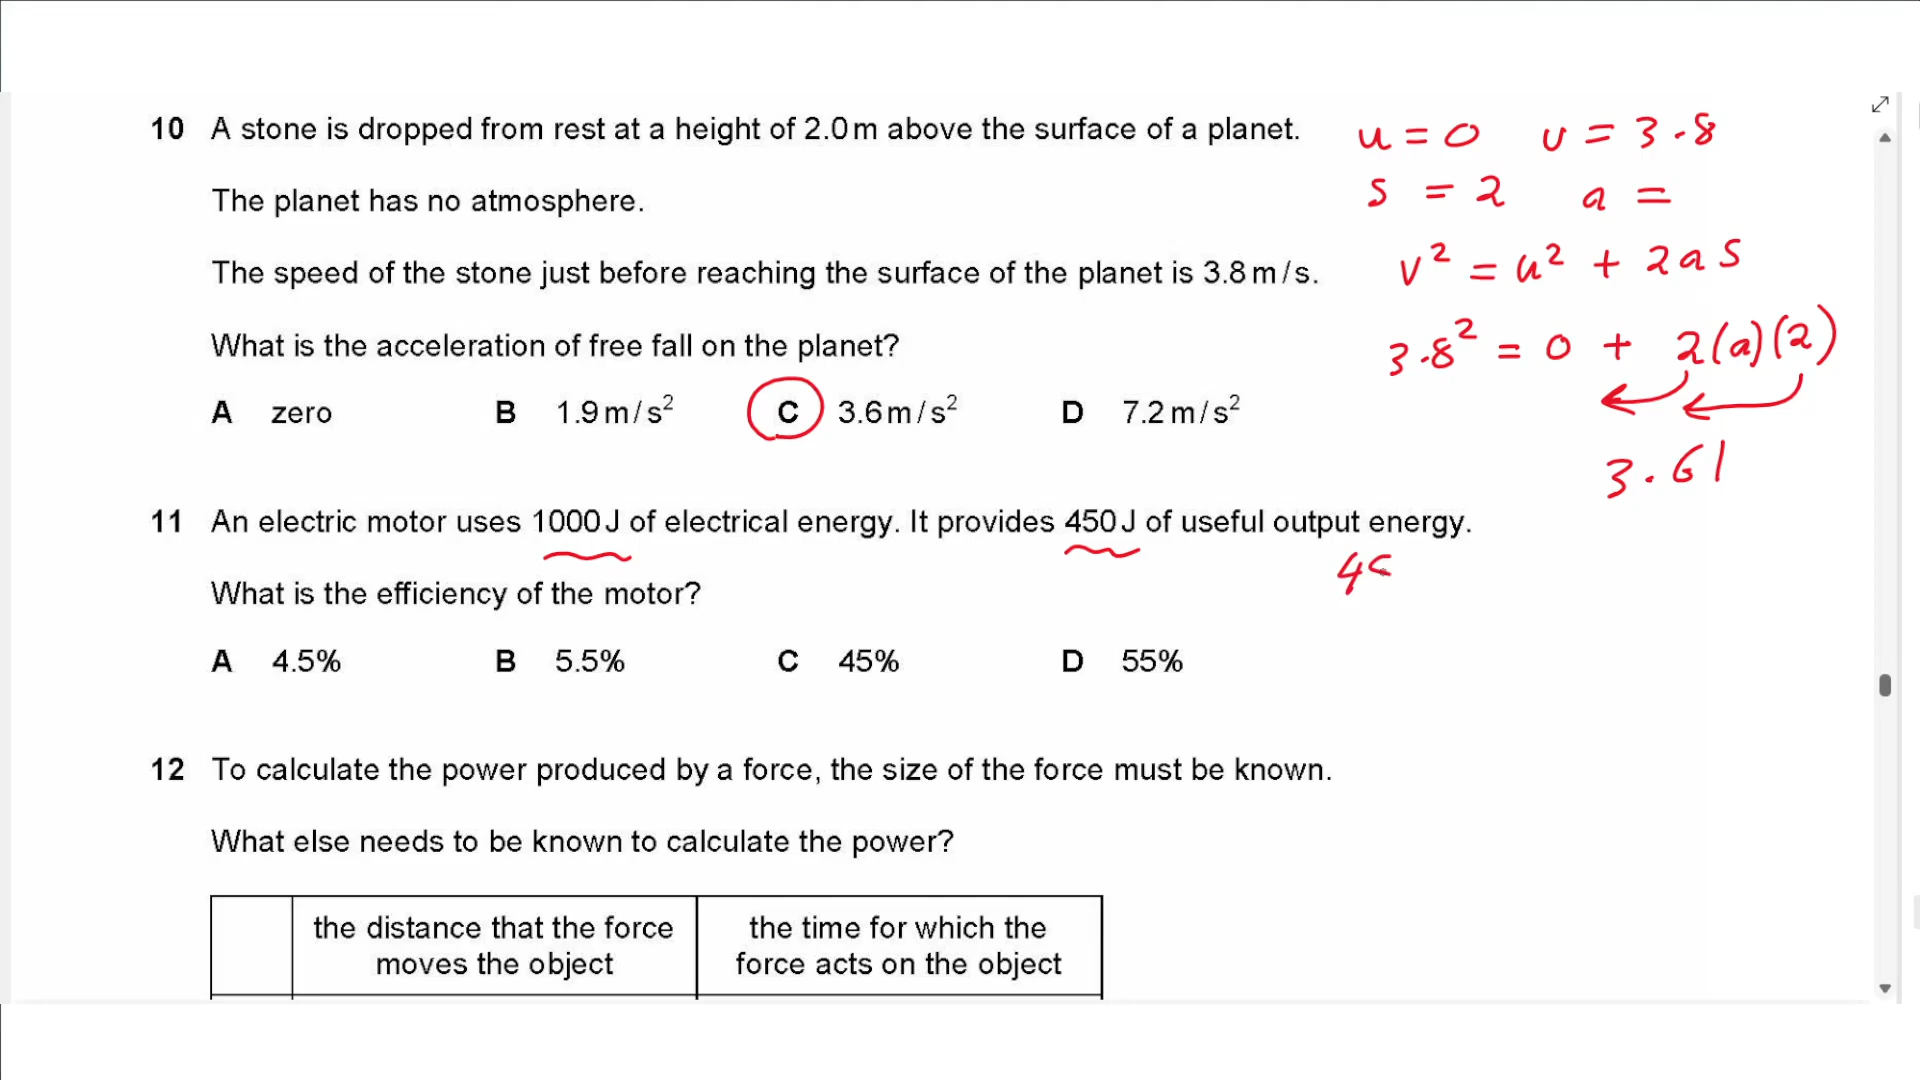 10 A stone is dropped from rest at a height of 2.0 m above the surface of a planet.
u = 0 v = 3.8
The planet has no atmosphere.
s = 2 a =
The speed of the stone just before reaching the surface of the planet is 3.8 m/s.
v² = u² + 2as
What is the acceleration of free fall on the planet?
3.8² = 0 + 2(a)(2)
A zero B 1.9 m/s² C 3.6 m/s² D 7.2 m/s²
3.61
11 An electric motor uses 1000 J of electrical energy. It provides 450 J of useful output energy.
What is the efficiency of the motor?
A 4.5% B 5.5% C 45% D 55%
12 To calculate the power produced by a force, the size of the force must be known.
What else needs to be known to calculate the power?
the distance that the force
moves the object
the time for which the
force acts on the object